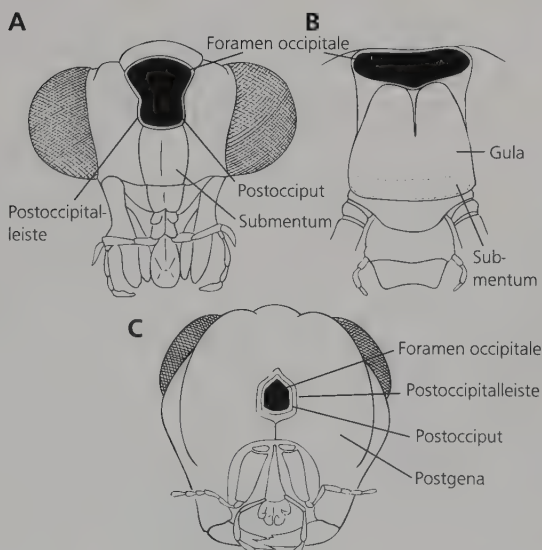 A
B
Foramen occipitale
Gula
Postoccipital-
leiste
Postocciput
Submentum
Sub-
mentum
C
Foramen occipitale
Postoccipitalleiste
Postocciput
Postgena